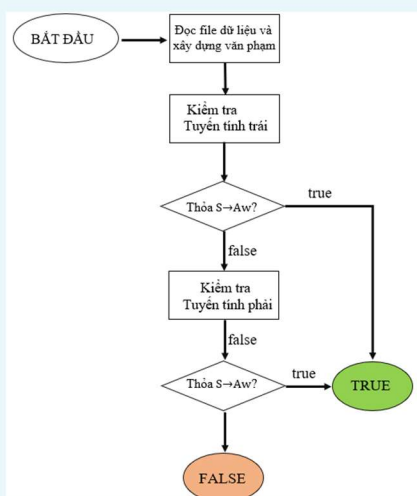 BẮT ĐẦU
Đọc file dữ liệu và
xây dựng văn phạm
Kiểm tra
Tuyến tính trái
Thỏa S→Aw?
true
false
Kiểm tra
Tuyến tính phải
false
Thỏa S→Aw?
true
TRUE
FALSE